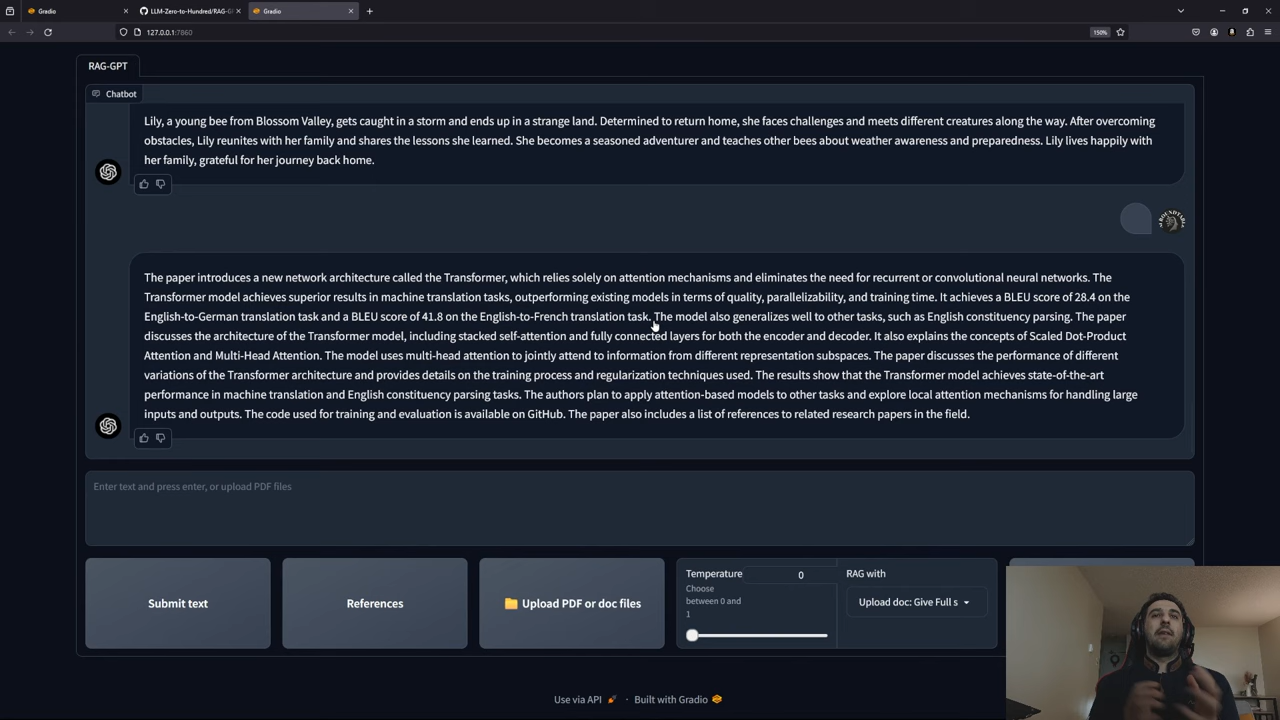 Gradio
LLM-Zero-to-Hundred/RAG-G
Gradio
127.0.0.1:7860
150%
RAG-GPT
Chatbot
Lily, a young bee from Blossom Valley, gets caught in a storm and ends up in a strange land. Determined to return home, she faces challenges and meets different creatures along the way. After overcoming
obstacles, Lily reunites with her family and shares the lessons she learned. She becomes a seasoned adventurer and teaches other bees about weather awareness and preparedness. Lily lives happily with
her family, grateful for her journey back home.
The paper introduces a new network architecture called the Transformer, which relies solely on attention mechanisms and eliminates the need for recurrent or convolutional neural networks. The
Transformer model achieves superior results in machine translation tasks, outperforming existing models in terms of quality, parallelizability, and training time. It achieves a BLEU score of 28.4 on the
English-to-German translation task and a BLEU score of 41.8 on the English-to-French translation task. The model also generalizes well to other tasks, such as English constituency parsing. The paper
discusses the architecture of the Transformer model, including stacked self-attention and fully connected layers for both the encoder and decoder. It also explains the concepts of Scaled Dot-Product
Attention and Multi-Head Attention. The model uses multi-head attention to jointly attend to information from different representation subspaces. The paper discusses the performance of different
variations of the Transformer architecture and provides details on the training process and regularization techniques used. The results show that the Transformer model achieves state-of-the-art
performance in machine translation and English constituency parsing tasks. The authors plan to apply attention-based models to other tasks and explore local attention mechanisms for handling large
inputs and outputs. The code used for training and evaluation is available on GitHub. The paper also includes a list of references to related research papers in the field.
Enter text and press enter, or upload PDF files
Submit text
References
Upload PDF or doc files
Temperature
0
Choose
between 0 and
1
RAG with
Upload doc: Give Full s
Use via API · Built with Gradio